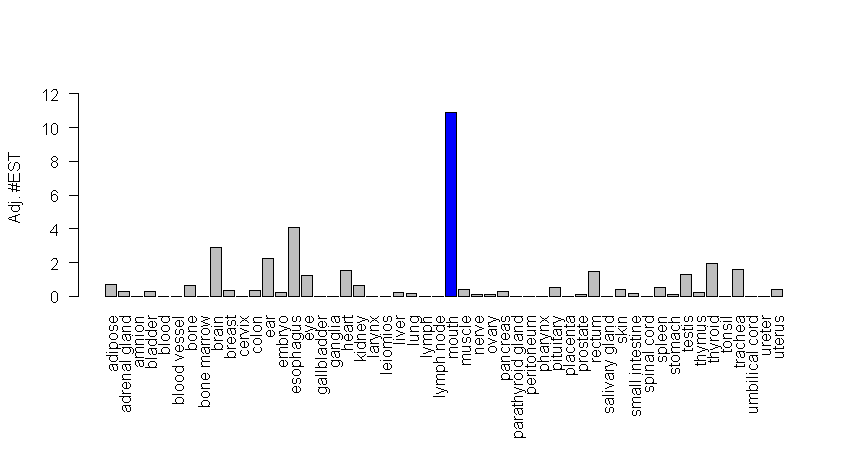 12
10
8
6
4
2
0
Adj. #EST
adipose
adrenal gland
amnion
bladder
blood
blood vessel
bone
bone marrow
brain
breast
cervix
colon
ear
embryo
esophagus
eye
gallbladder
ganglia
heart
kidney
larynx
leiomios
liver
lung
lymph
lymph node
mouth
muscle
nerve
ovary
pancreas
parathyroid gland
peritoneum
pharynx
pituitary
placenta
prostate
rectum
salivary gland
skin
small intestine
spinal cord
spleen
stomach
testis
thymus
thyroid
tonsil
trachea
umbilical cord
ureter
uterus